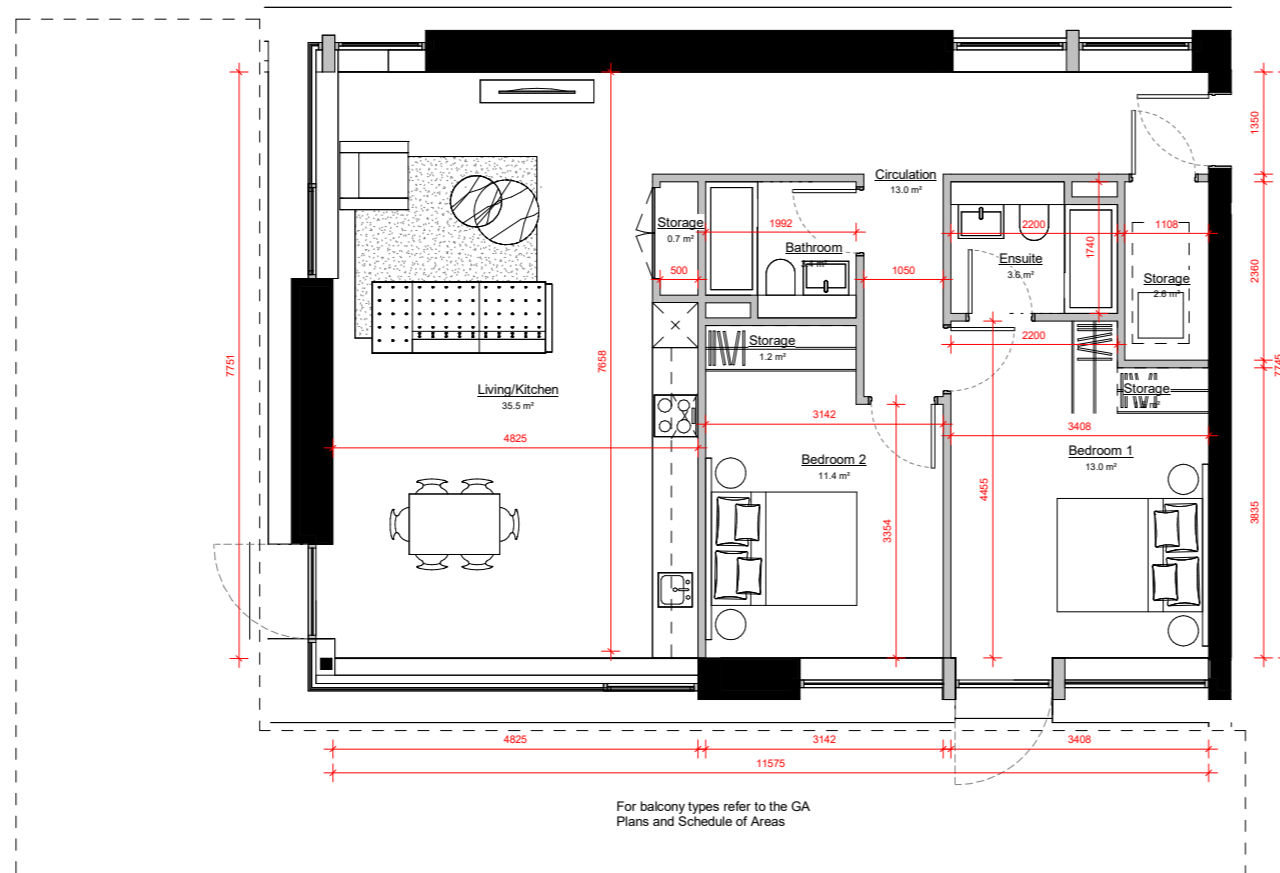 1350
Circulation
13.0 m²
Storage
0.7 m²
1992
Bathroom
2200
1740
1108
Ensuite
3.6 m²
Storage
2.6 m²
2360
500
1050
7751
7658
Storage
1.2 m²
2200
7745
Living/Kitchen
35.5 m²
Storage
3142
3408
4825
Bedroom 2
11.4 m²
Bedroom 1
13.0 m²
4455
3354
3835
4825
3142
3408
11575
For balcony types refer to the GA
Plans and Schedule of Areas